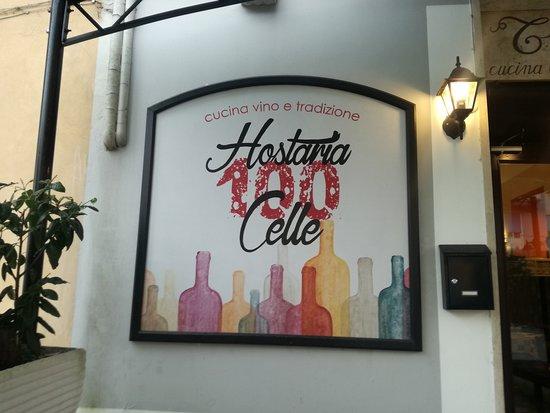 cucina vino e tradizione
Hostaria
100
Celle
cucina